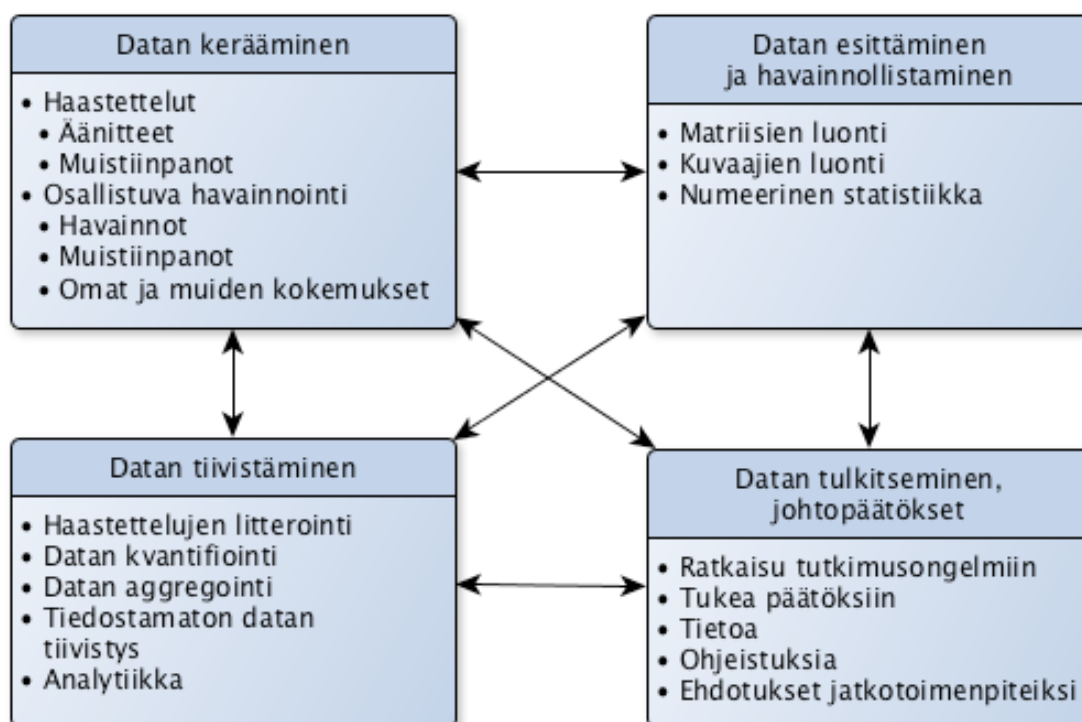 Datan kerääminen
• Haastattelut
• Äänitteet
• Muistiinpanot
• Osallistuva havainnointi
• Havainnot
• Muistiinpanot
• Omat ja muiden kokemukset
Datan esittäminen
ja havainnollistaminen
• Matriisien luonti
• Kuvaajien luonti
• Numeerinen statistiikka
Datan tiivistäminen
• Haastettelujen litterointi
• Datan kvantifiointi
• Datan aggregointi
• Tiedostamaton datan
tiivistys
• Analytiikka
Datan tulkitseminen,
johtopäätökset
• Ratkaisu tutkimusongelmiin
• Tukea päätöksiin
• Tietoa
• Ohjeistuksia
• Ehdotukset jatkotoimenpiteiksi